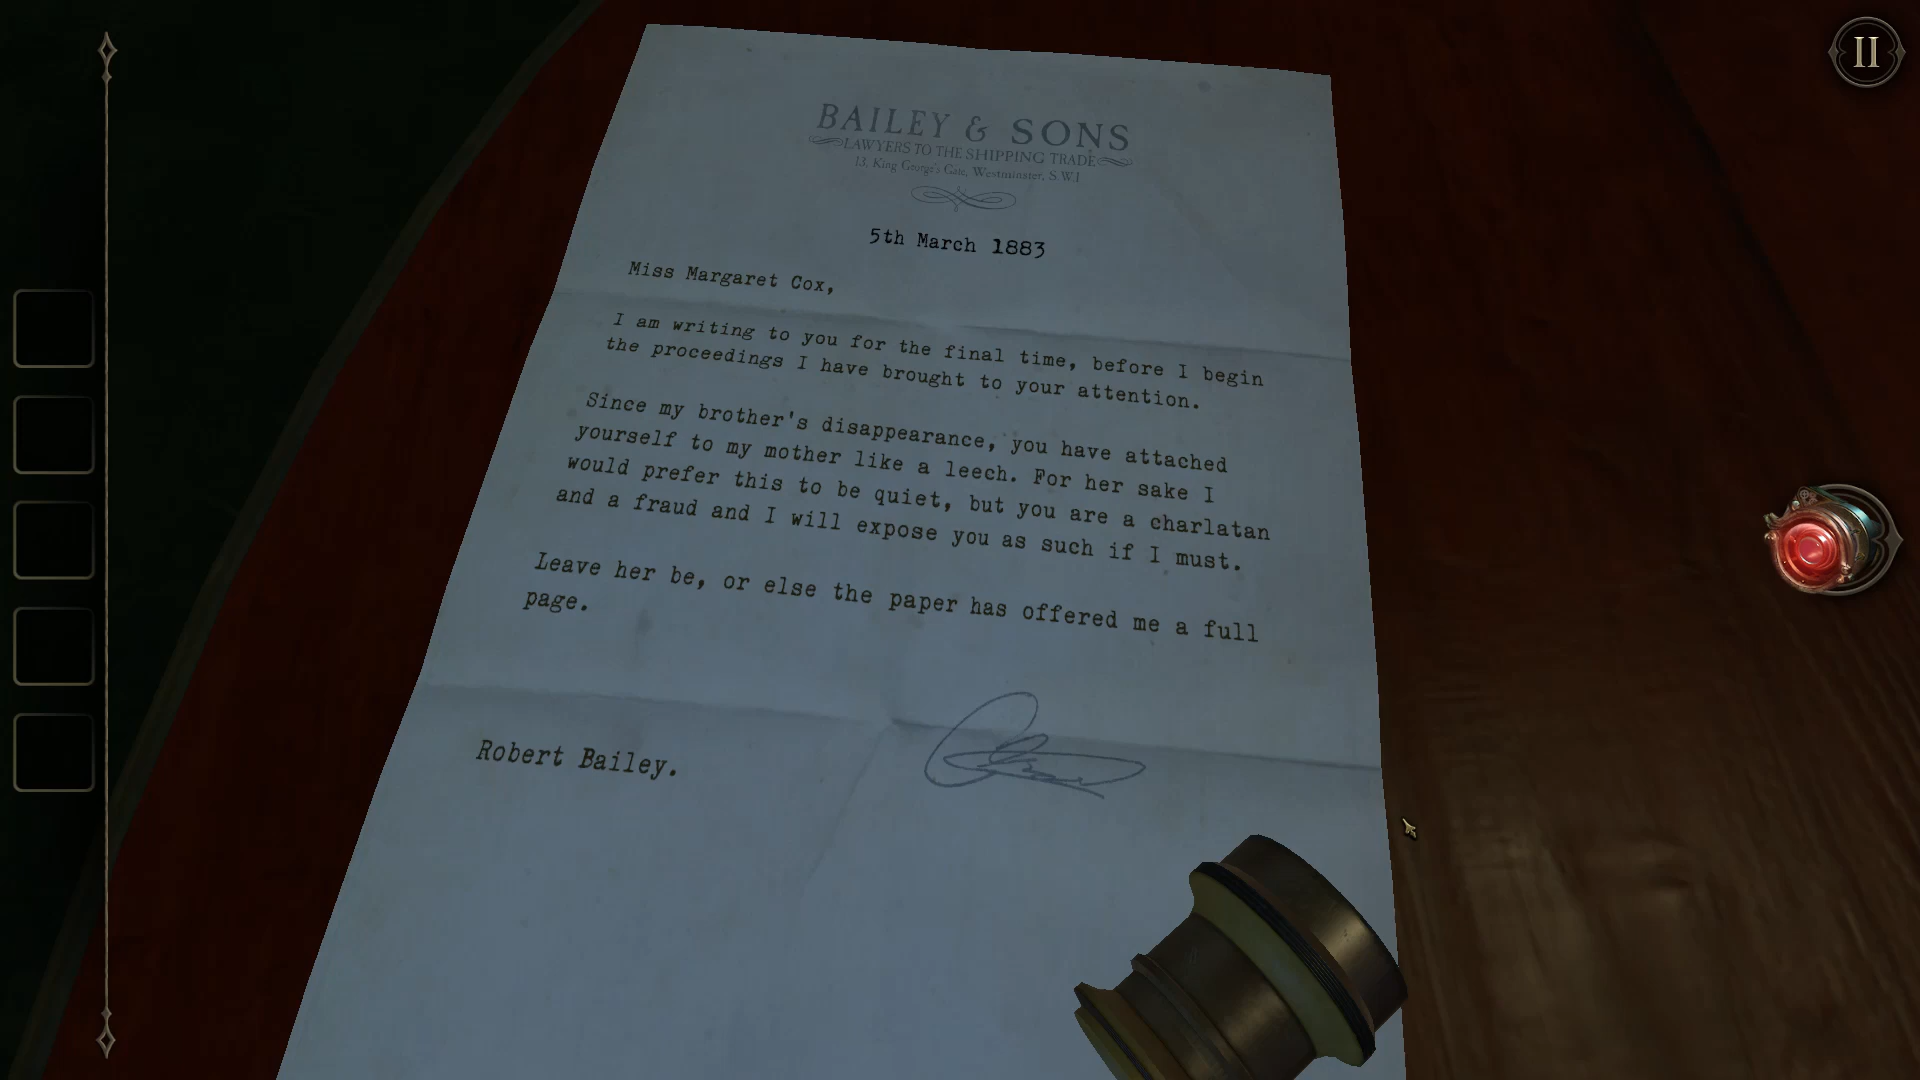 BAILEY & SONS
LAWYERS TO THE SHIPPING TRADE
13, King George's Gate, Westminster, S.W.1
5th March 1883
Miss Margaret Cox,
I am writing to you for the final time, before I begin
the proceedings I have brought to your attention.
Since my brother's disappearance, you have attached
yourself to my mother like a leech. For her sake I
would prefer this to be quiet, but you are a charlatan
and a fraud and I will expose you as such if I must.
Leave her be, or else the paper has offered me a full
page.
Robert Bailey.